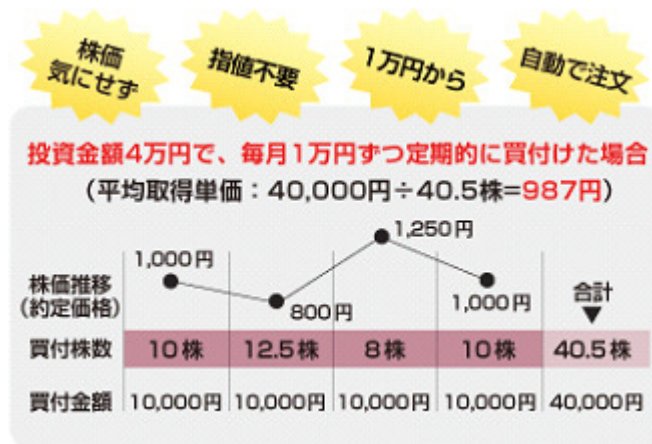 株価
気にせず
指値不要
1万円から
自動で注文
投資金額4万円で、毎月1万円ずつ定期的に買付けた場合
（平均取得単価：40,000円÷40.5株=987円）
1,000円
800円
1,250円
1,000円
株価推移
（約定価格）
合計
▼
買付株数 10株 12.5株 8株 10株 40.5株
買付金額 10,000円 10,000円 10,000円 10,000円 40,000円